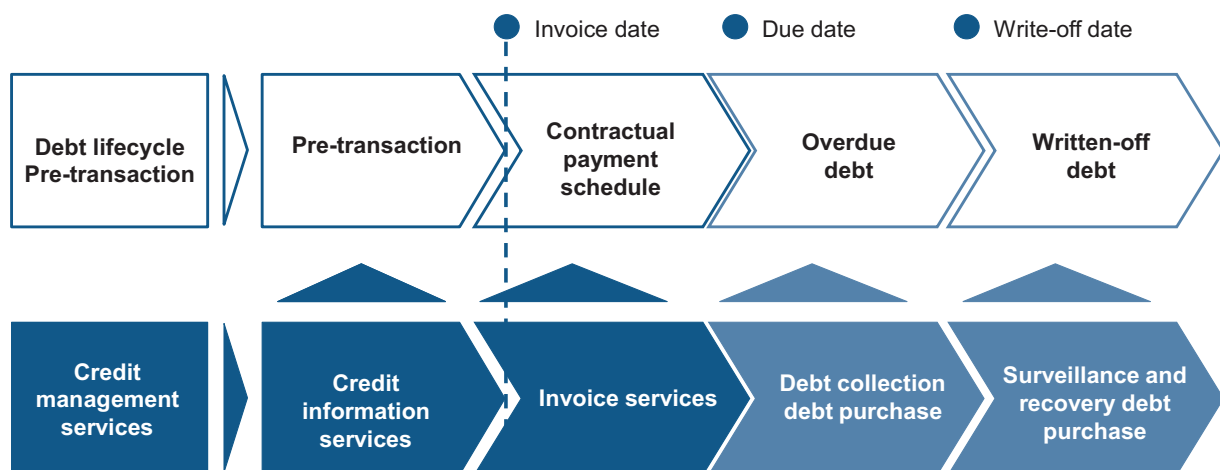 Invoice date
Due date
Write-off date
Debt lifecycle
Pre-transaction
Pre-transaction
Contractual
payment
schedule
Overdue
debt
Written-off
debt
Credit
management
services
Credit
information
services
Invoice services
Debt collection
debt purchase
Surveillance and
recovery debt
purchase